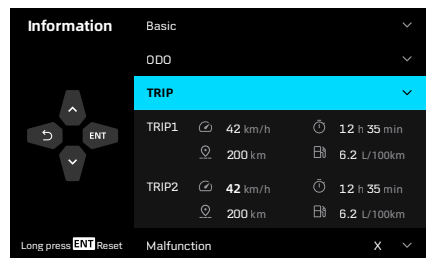 Information
Basic
ODO
TRIP
ENT
TRIP1 42 km/h 12 h 35 min
200 km 6.2 L/100km
TRIP2 42 km/h 12 h 35 min
200 km 6.2 L/100km
Long press ENT Reset
Malfunction X